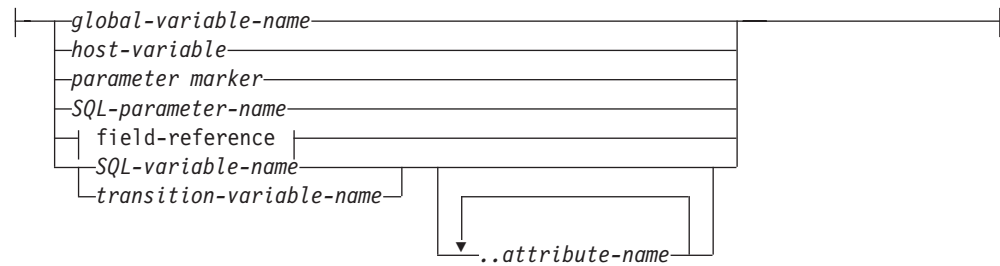 global-variable-name
host-variable
parameter marker
SQL-parameter-name
field-reference
SQL-variable-name
transition-variable-name
..attribute-name